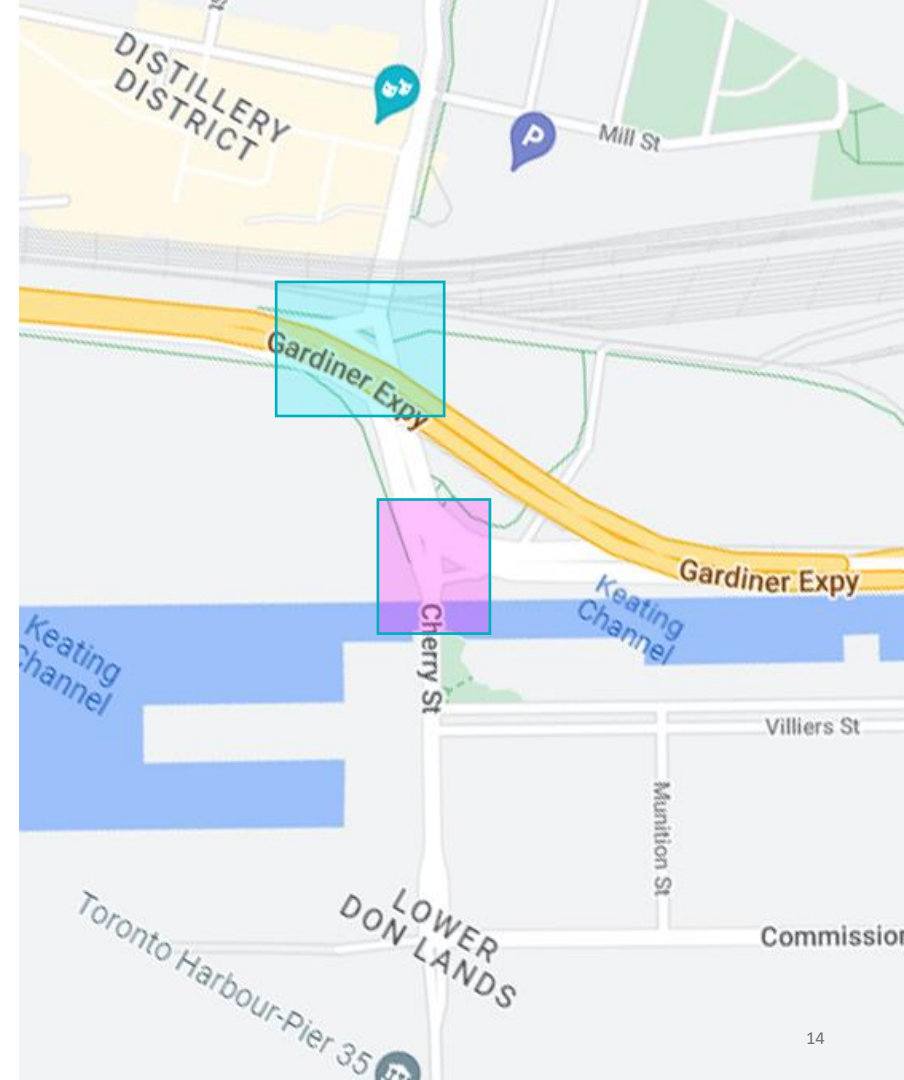 DISTILLERY
DISTRICT
P
Mill St
Gardiner Expy
Gardiner Expy
Keating
Channel
Keating
Channel
Cherry St
Villiers St
Munition St
LOWER
DON LANDS
Commission
Toronto Harbour-Pier 35
14